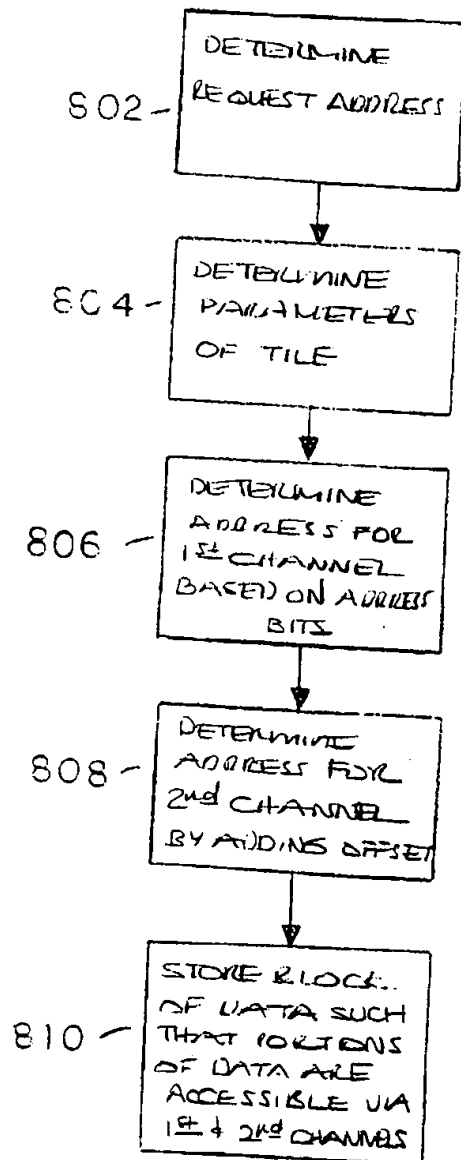 DETERMINE
REQUEST ADDRESS
802
DETERMINE
PARAMETERS
OF TILE
804
DETERMINE
ADDRESS FOR
1st CHANNEL
BASED ON ADDRESS
BITS
806
DETERMINE
ADDRESS FOR
2nd CHANNEL
BY ADDING OFFSET
808
STORE BLOCK
OF DATA SUCH
THAT PORTIONS
OF DATA ARE
ACCESSIBLE VIA
1st & 2nd CHANNELS
810